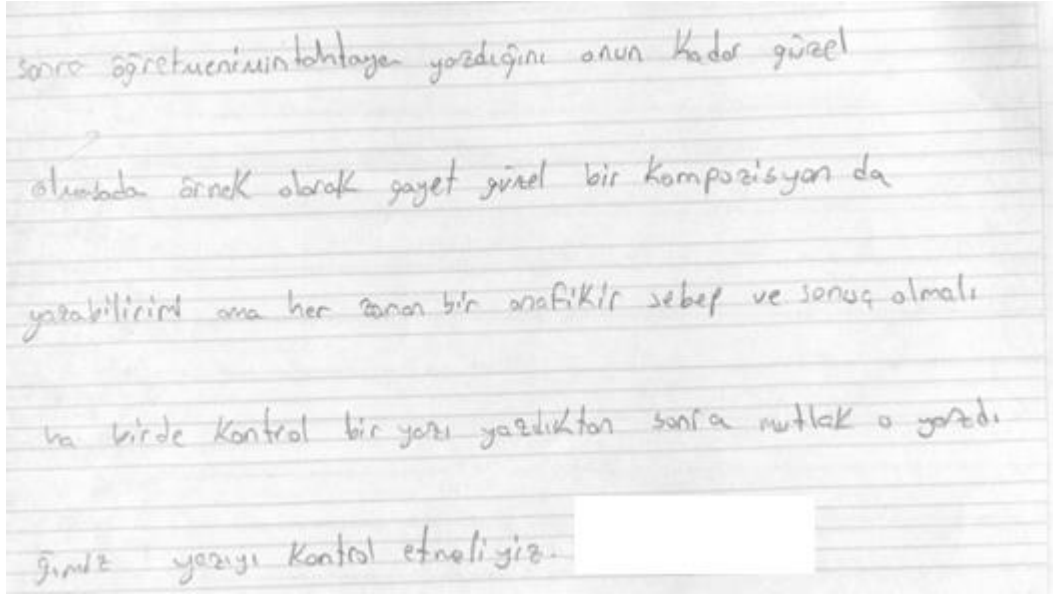 sonra öğretmenimin tahtaya yazdığını onun kadar güzel
olmasada örnek olarak gayet güzel bir kompozisyon da
yazabilirim ama her zaman bir anafikir sebep ve sonuç olmalı
ha birde kontrol bir yazı yazdıktan sonra mutlak o yazdı
ğımız yazıyı kontrol etmeliyiz.